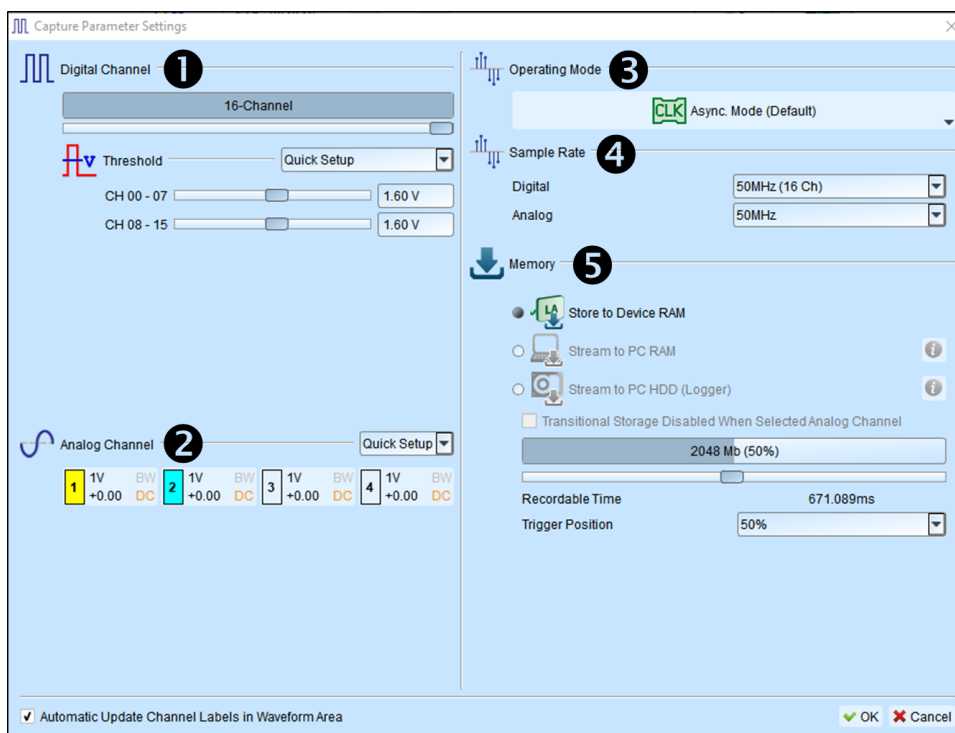 Capture Parameter Settings
Digital Channel 1
16-Channel
V Threshold Quick Setup
CH 00 - 07 1.60 V
CH 08 - 15 1.60 V
Analog Channel 2 Quick Setup
1 1V BW +0.00 DC
2 1V BW +0.00 DC
3 1V BW +0.00 DC
4 1V BW +0.00 DC
Operating Mode 3
CLK Async. Mode (Default)
Sample Rate 4
Digital 50MHz (16 Ch)
Analog 50MHz
Memory 5
LA Store to Device RAM
Stream to PC RAM i
Stream to PC HDD (Logger) i
Transitional Storage Disabled When Selected Analog Channel
2048 Mb (50%)
Recordable Time 671.089ms
Trigger Position 50%
Automatic Update Channel Labels in Waveform Area
OK Cancel